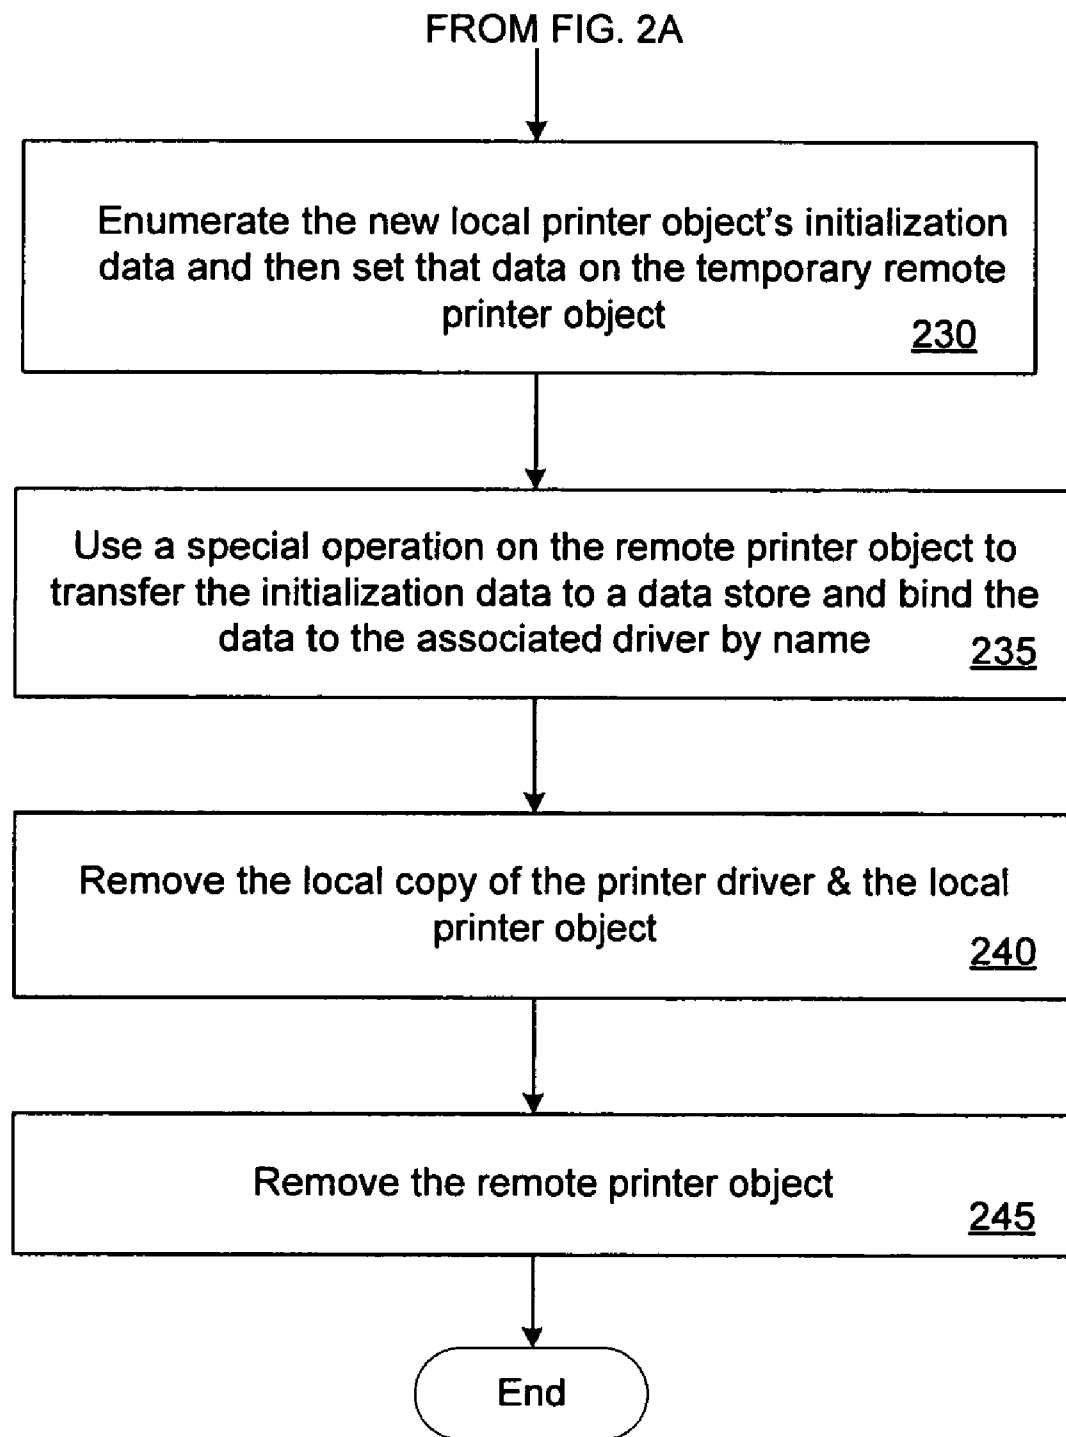 FROM FIG. 2A
Enumerate the new local printer object's initialization
data and then set that data on the temporary remote
printer object
230
Use a special operation on the remote printer object to
transfer the initialization data to a data store and bind the
data to the associated driver by name
235
Remove the local copy of the printer driver & the local
printer object
240
Remove the remote printer object
245
End